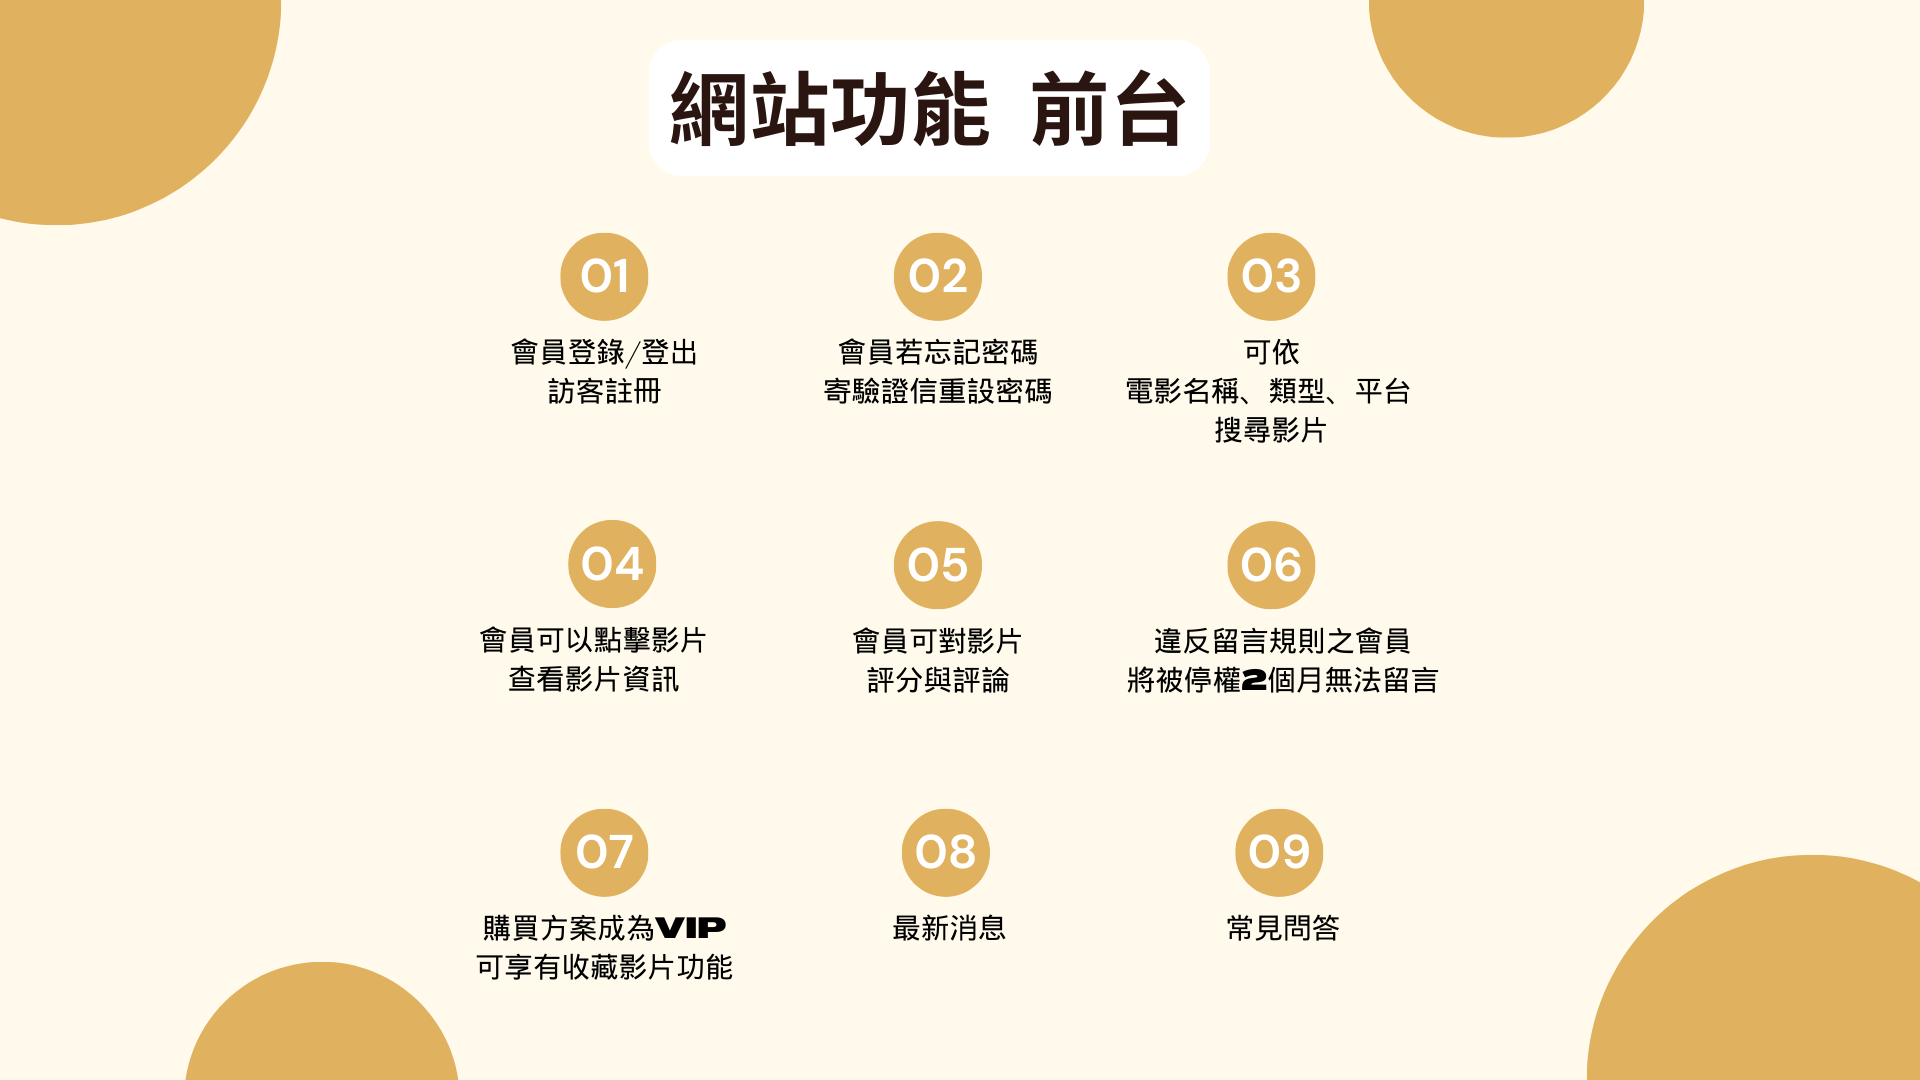 網站功能 前台
01
會員登錄/登出
訪客註冊
02
會員若忘記密碼
寄驗證信重設密碼
03
可依
電影名稱、類型、平台
搜尋影片
04
會員可以點擊影片
查看影片資訊
05
會員可對影片
評分與評論
06
違反留言規則之會員
將被停權2個月無法留言
07
購買方案成為VIP
可享有收藏影片功能
08
最新消息
09
常見問答